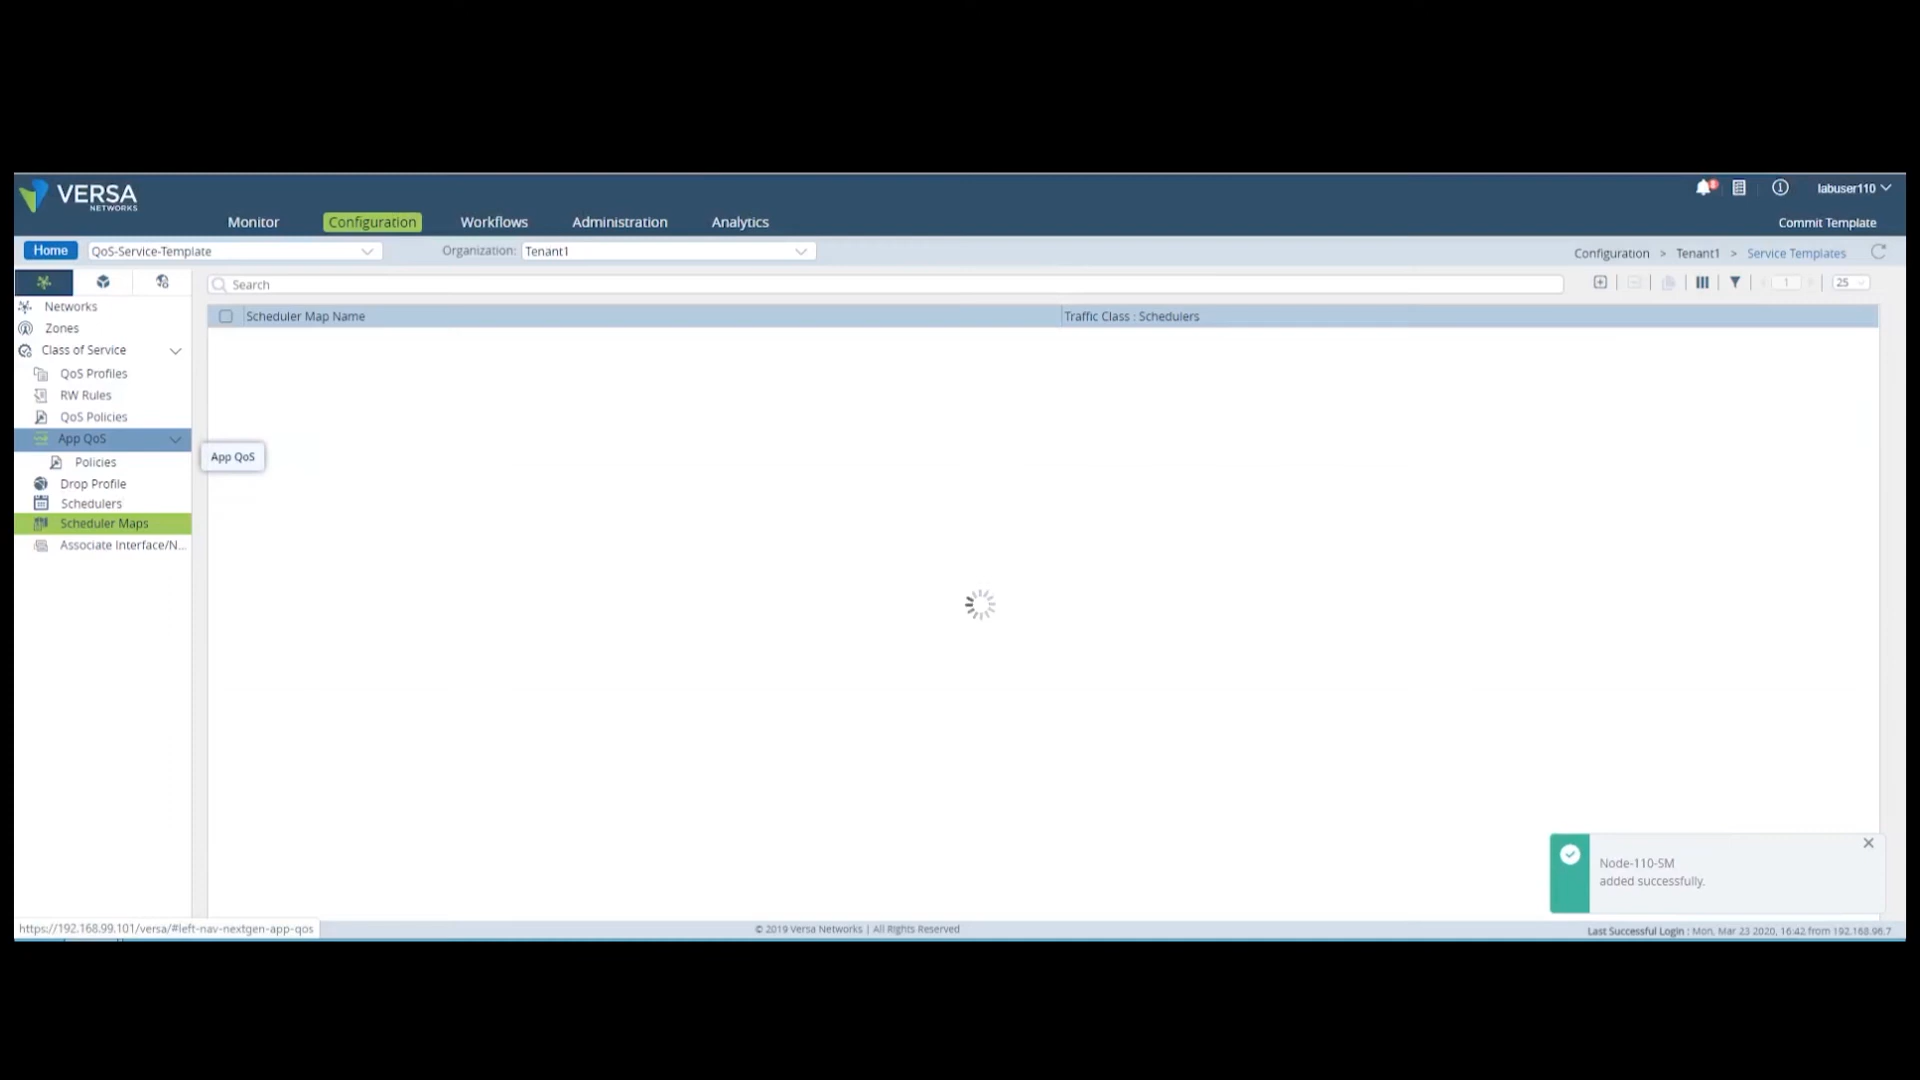 VERSA
NETWORKS
labuser110
Monitor
Configuration
Workflows
Administration
Analytics
Commit Template
Home
QoS-Service-Template
Organization:
Tenant1
Configuration > Tenant1 > Service Templates
Search
1
25
Networks
Scheduler Map Name
Traffic Class : Schedulers
Zones
Class of Service
QoS Profiles
RW Rules
QoS Policies
App QoS
App QoS
Policies
Drop Profile
Schedulers
Scheduler Maps
Associate Interface/N...
Node-110-SM
added successfully.
https://192.168.99.101/versa/#left-nav-nextgen-app-qos
© 2019 Versa Networks | All Rights Reserved
Last Successful Login : Mon, Mar 23 2020, 16:42 from 192.168.96.7